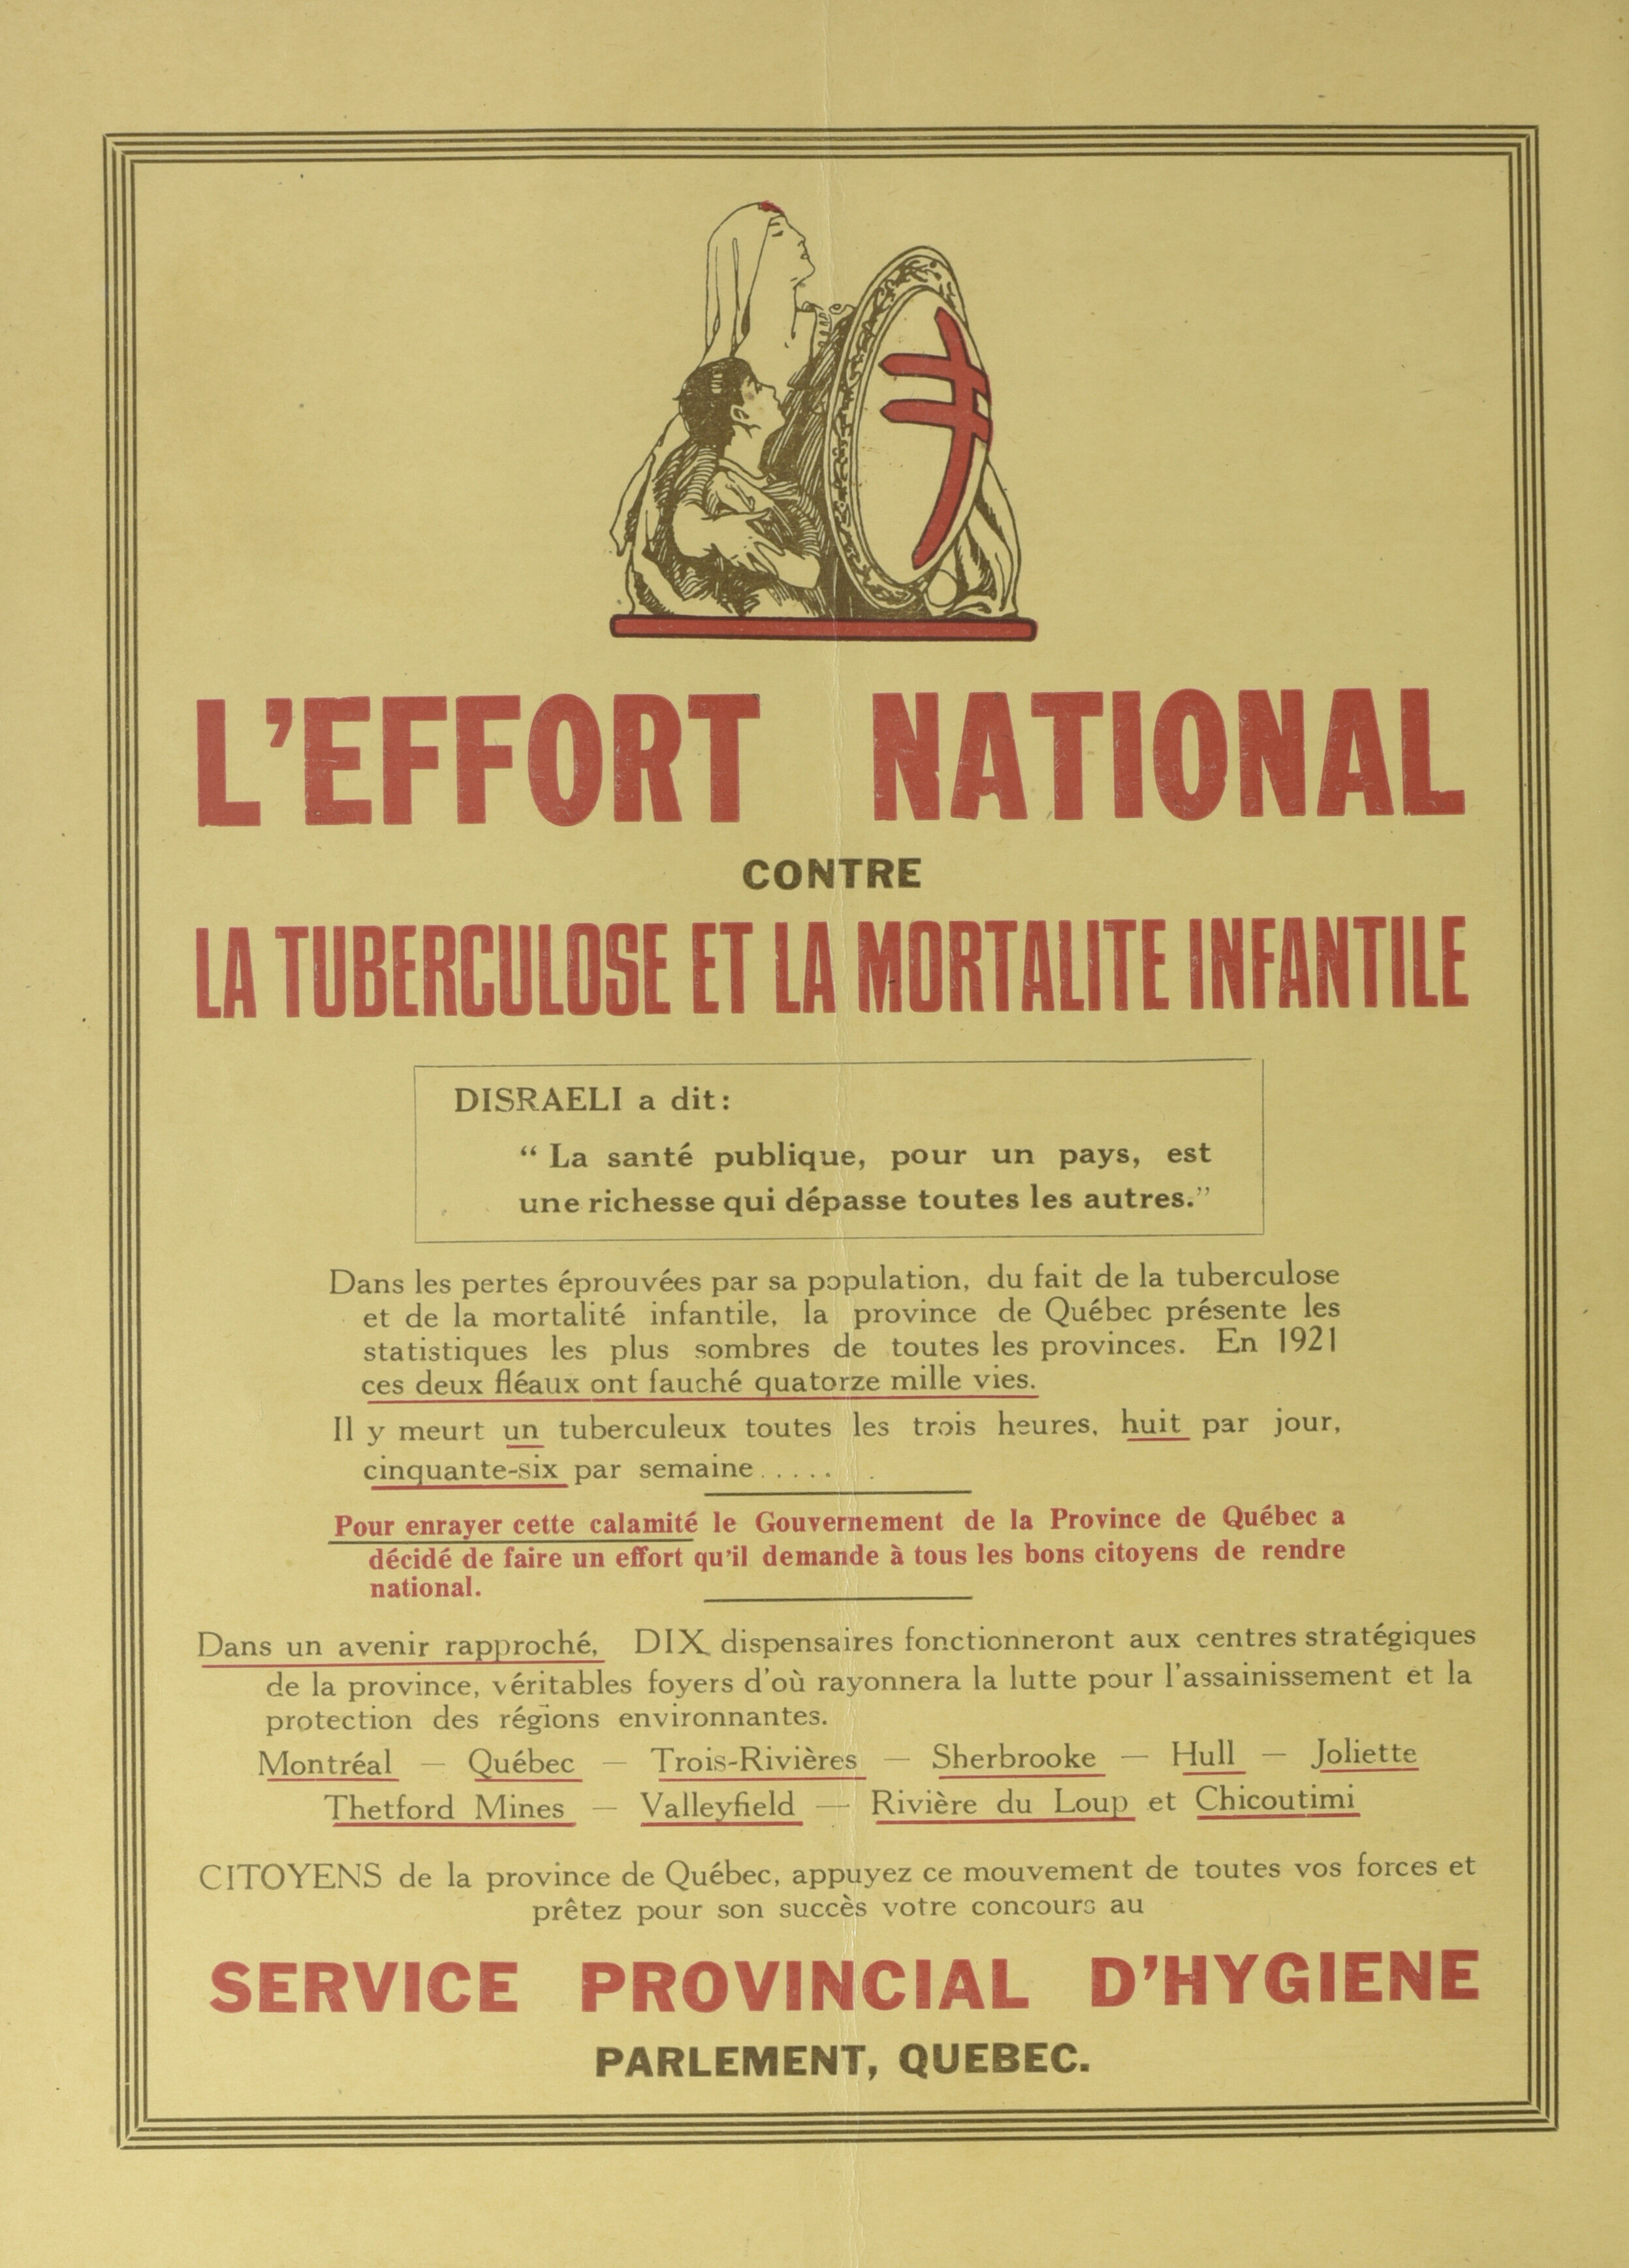 L'EFFORT NATIONAL
CONTRE
LA TUBERCULOSE ET LA MORTALITE INFANTILE
DISRAELI a dit:
“ La santé publique, pour un pays, est
une richesse qui dépasse toutes les autres.”
Dans les pertes éprouvées par sa population, du fait de la tuberculose
et de la mortalité infantile, la province de Québec présente les
statistiques les plus sombres de toutes les provinces. En 1921
ces deux fléaux ont fauché quatorze mille vies.
Il y meurt un tuberculeux toutes les trois heures, huit par jour,
cinquante-six par semaine......
Pour enrayer cette calamité le Gouvernement de la Province de Québec a
décidé de faire un effort qu'il demande à tous les bons citoyens de rendre
national.
Dans un avenir rapproché, DIX dispensaires fonctionneront aux centres stratégiques
de la province, véritables foyers d'où rayonnera la lutte pour l'assainissement et la
protection des régions environnantes.
Montréal — Québec — Trois-Rivières — Sherbrooke — Hull — Joliette
Thetford Mines — Valleyfield — Rivière du Loup et Chicoutimi
CITOYENS de la province de Québec, appuyez ce mouvement de toutes vos forces et
prêtez pour son succès votre concours au
SERVICE PROVINCIAL D'HYGIENE
PARLEMENT, QUEBEC.